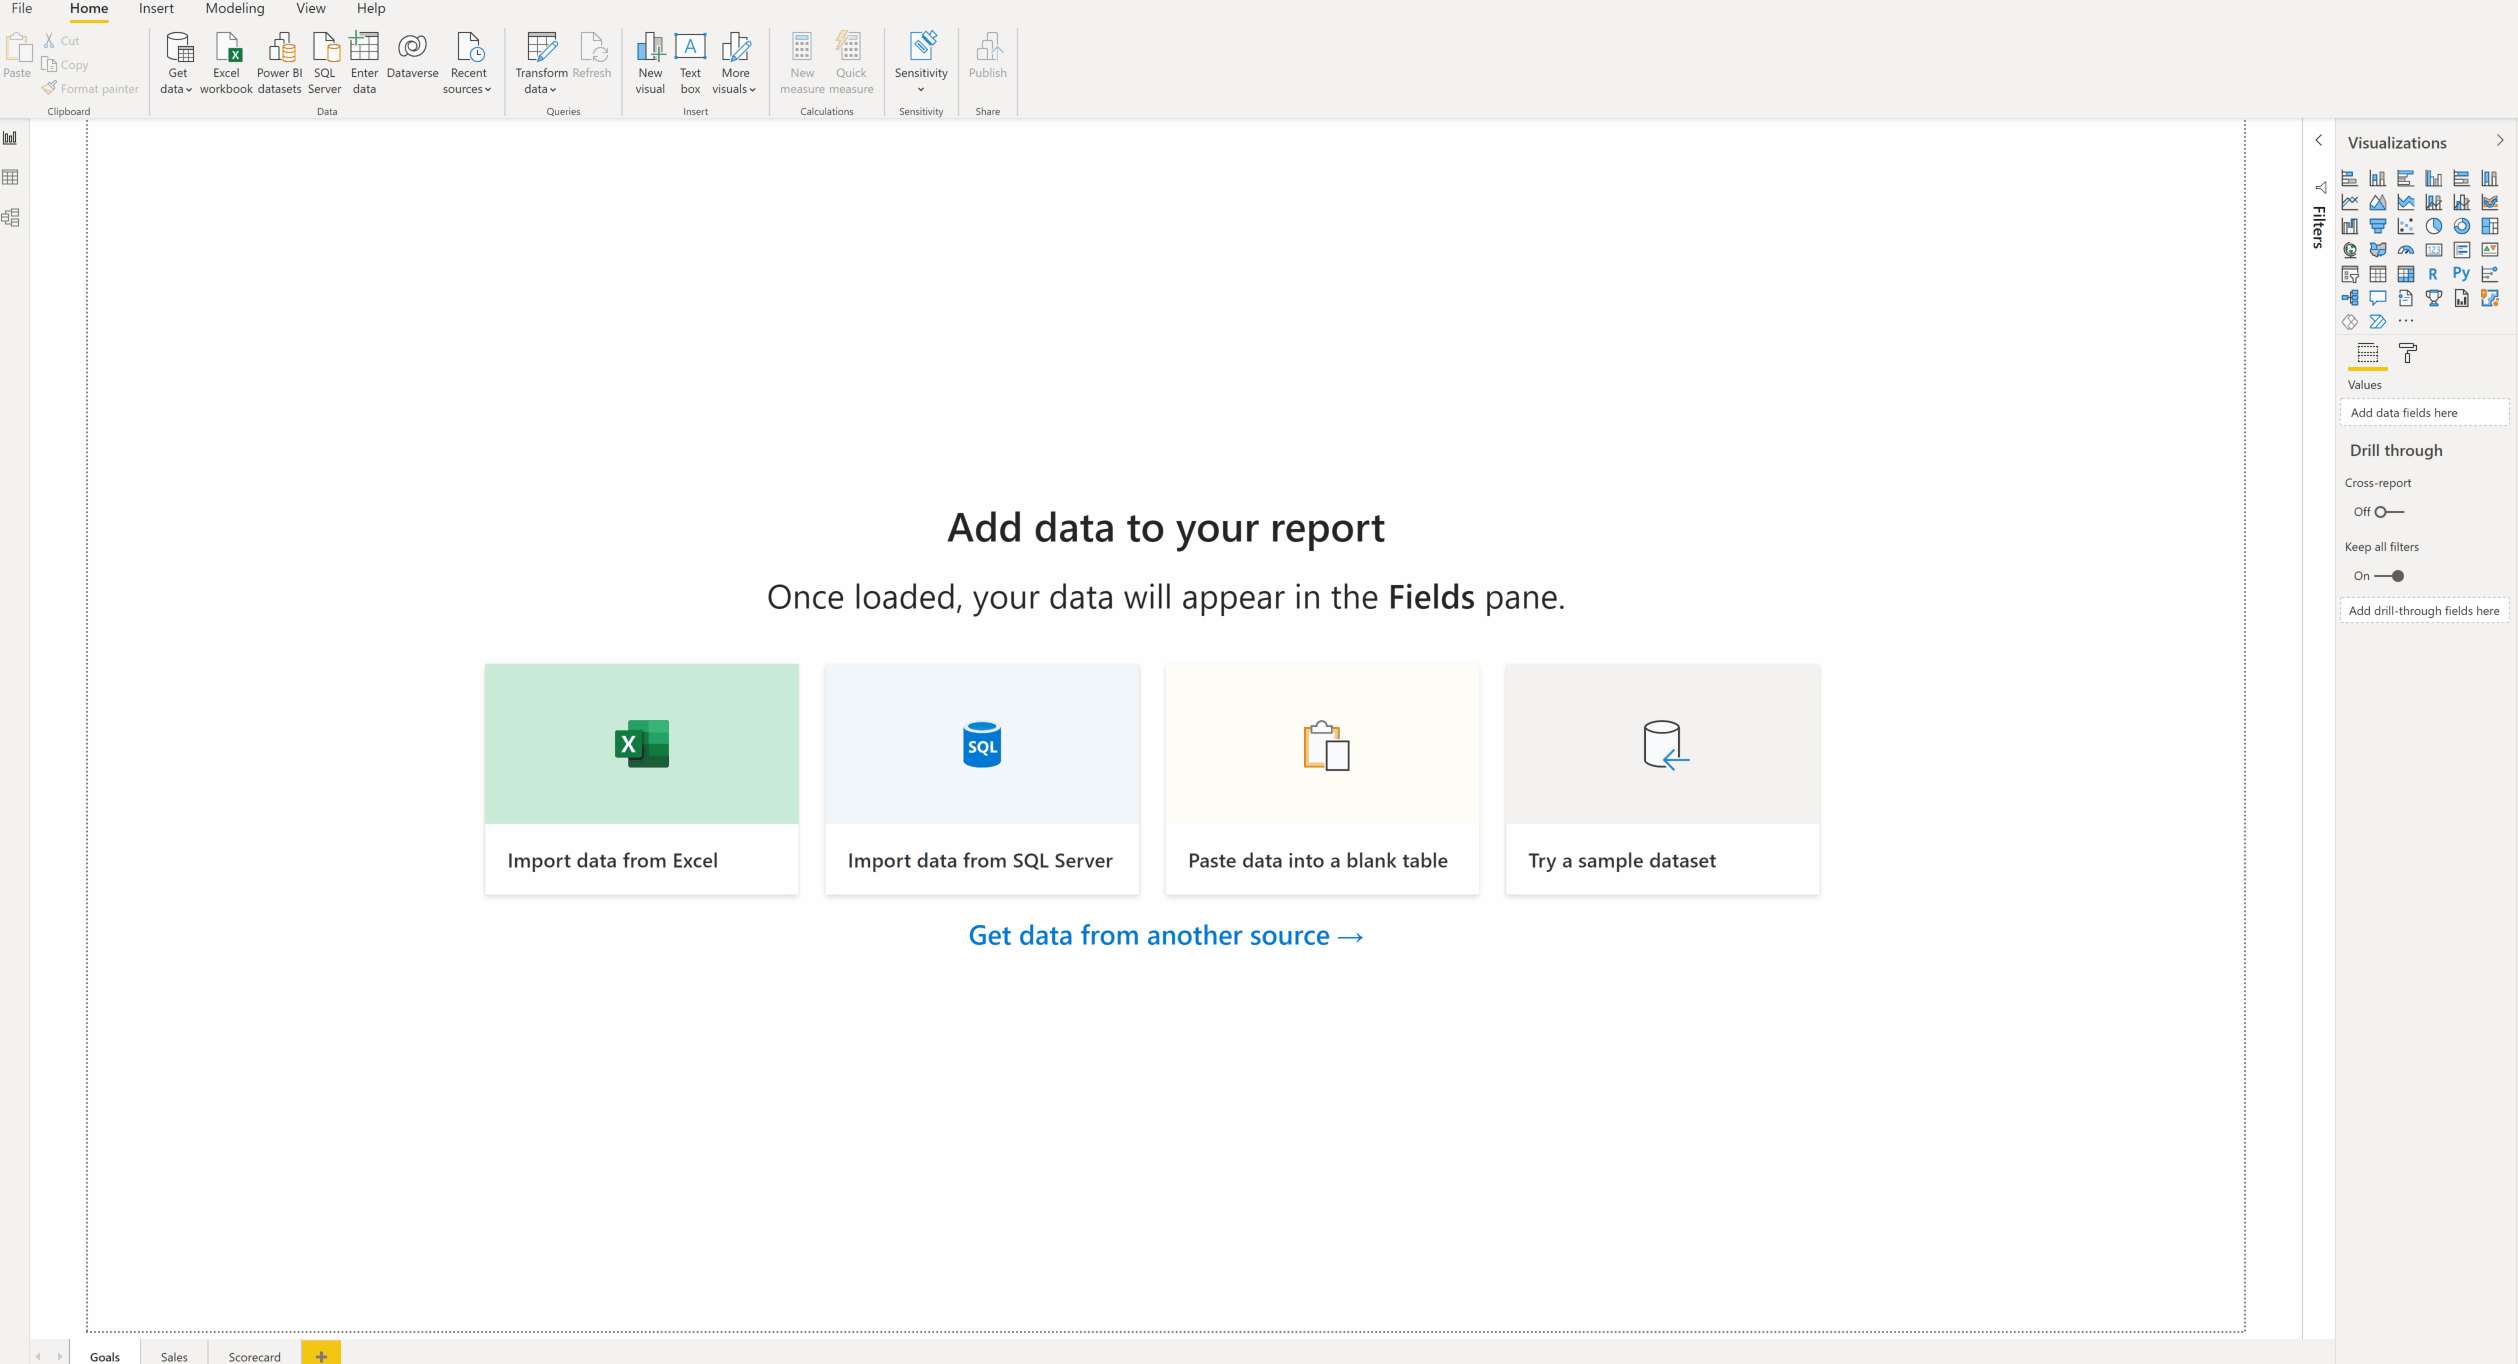 File Home Insert Modeling View Help
Paste
Cut
Copy
Format painter
Clipboard
Get data
Excel workbook
Power BI datasets
SQL Server
Enter data
Dataverse
Recent sources
Data
Transform data
Refresh
Queries
New visual
Text box
More visuals
Insert
New measure
Quick measure
Calculations
Sensitivity
Sensitivity
Publish
Share
Add data to your report
Once loaded, your data will appear in the Fields pane.
X
Import data from Excel
SQL
Import data from SQL Server
Paste data into a blank table
Try a sample dataset
Get data from another source →
Filters
Visualizations
123
R Py
...
Values
Add data fields here
Drill through
Cross-report
Off
Keep all filters
On
Add drill-through fields here
Goals Sales Scorecard +